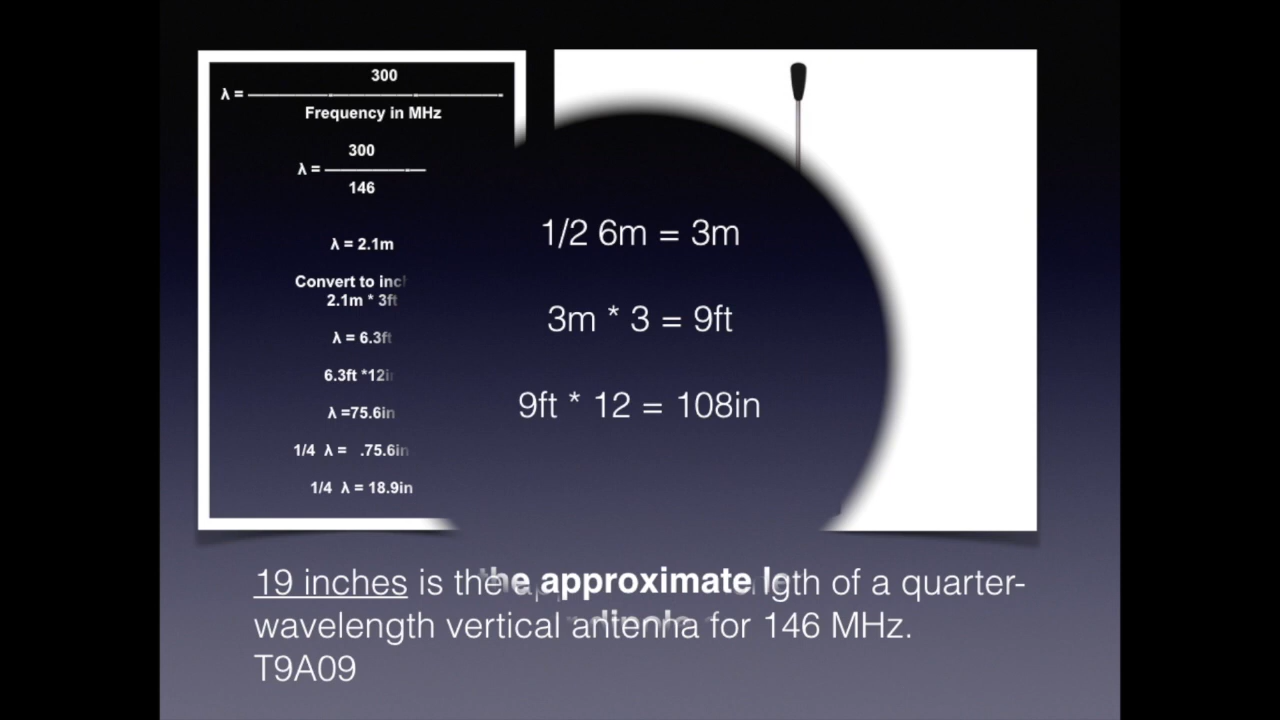 300
λ =
Frequency in MHz
300
λ =
146
λ = 2.1m
Convert to inch
2.1m * 3ft
λ = 6.3ft
6.3ft *12in
λ =75.6in
1/4 λ = .75.6in
1/4 λ = 18.9in
1/2 6m = 3m
3m * 3 = 9ft
9ft * 12 = 108in
19 inches is the approximate lgth of a quarter-
wavelength vertical antenna for 146 MHz.
T9A09